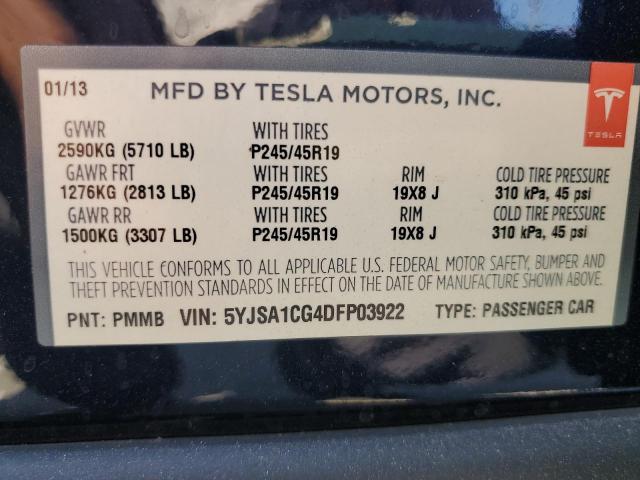 01/13 MFD BY TESLA MOTORS, INC.
TESLA
GVWR WITH TIRES
2590KG (5710 LB) P245/45R19
GAWR FRT WITH TIRES RIM COLD TIRE PRESSURE
1276KG (2813 LB) P245/45R19 19X8 J 310 kPa, 45 psi
GAWR RR WITH TIRES RIM COLD TIRE PRESSURE
1500KG (3307 LB) P245/45R19 19X8 J 310 kPa, 45 psi
THIS VEHICLE CONFORMS TO ALL APPLICABLE U.S. FEDERAL MOTOR SAFETY, BUMPER AND
THEFT PREVENTION STANDARDS IN EFFECT ON THE DATE OF MANUFACTURE SHOWN ABOVE.
PNT: PMMB VIN: 5YJSA1CG4DFP03922 TYPE: PASSENGER CAR